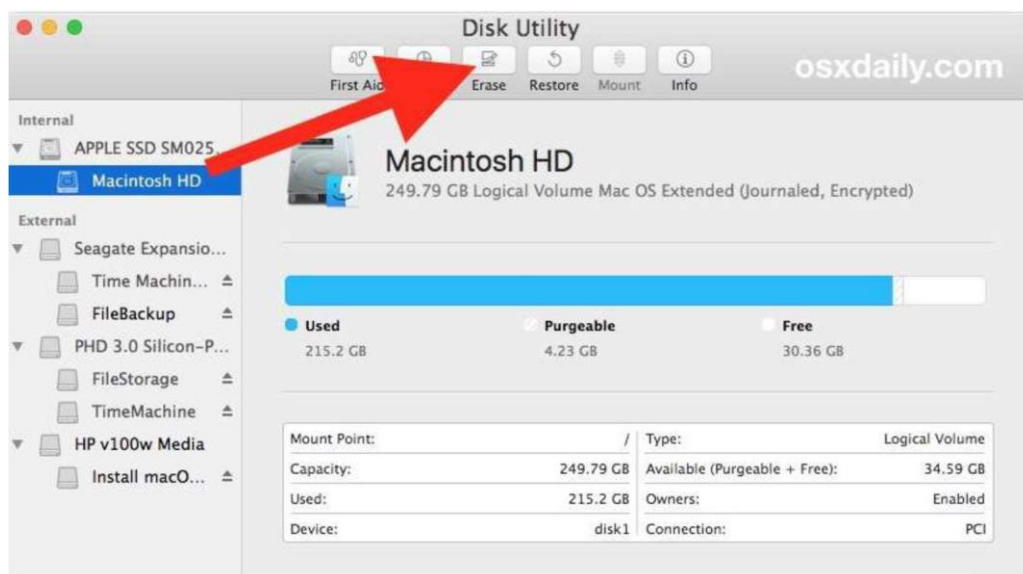 Disk Utility
First Aid
Erase
Restore
Mount
Info
osxdaily.com
Internal
APPLE SSD SM025...
Macintosh HD
External
Seagate Expansio...
Time Machin...
FileBackup
PHD 3.0 Silicon-P...
FileStorage
TimeMachine
HP v100w Media
Install macO...
Macintosh HD
249.79 GB Logical Volume Mac OS Extended (Journaled, Encrypted)
Used
215.2 GB
Purgeable
4.23 GB
Free
30.36 GB
Mount Point: /
Capacity: 249.79 GB
Used: 215.2 GB
Device: disk1
Type: Logical Volume
Available (Purgeable + Free): 34.59 GB
Owners: Enabled
Connection: PCI